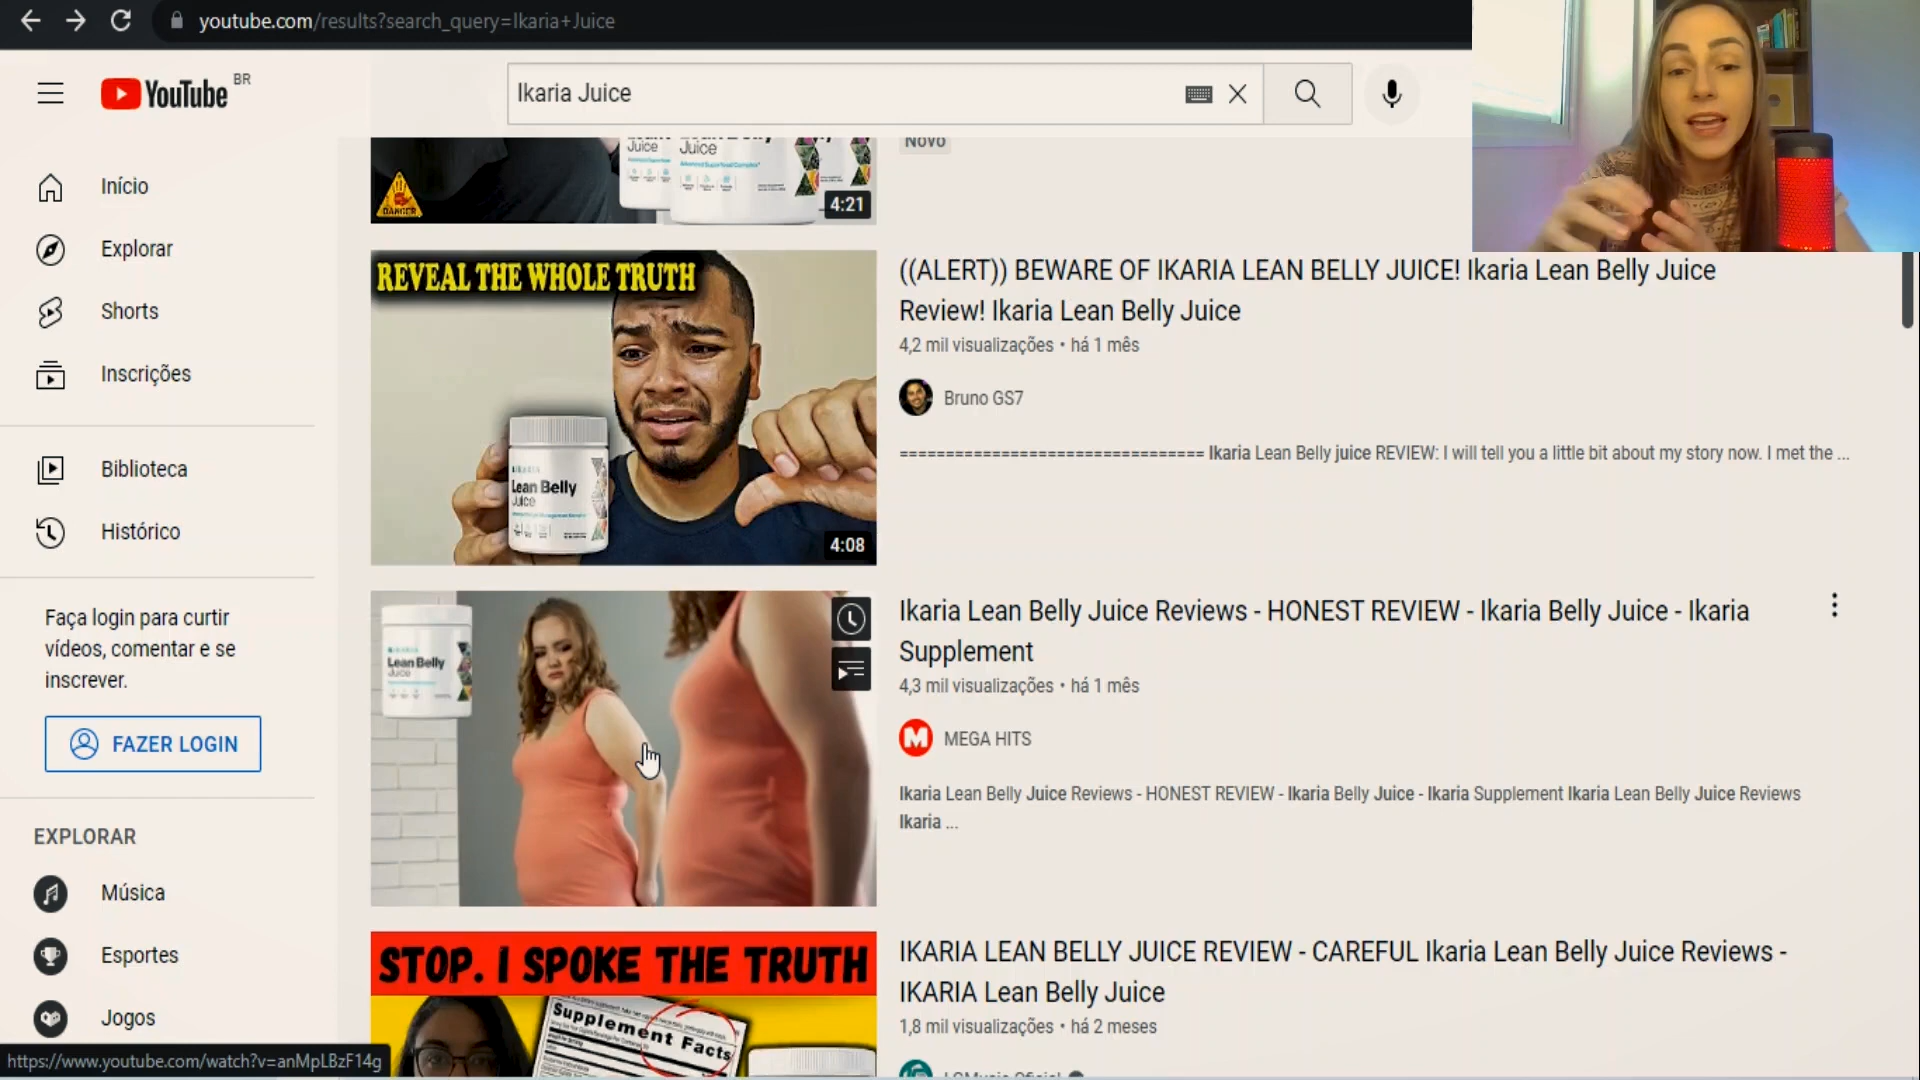 youtube.com/results?search_query=Ikaria+Juice
YouTube BR
Ikaria Juice
Início
Explorar
Shorts
Inscrições
Biblioteca
Histórico
Faça login para curtir
vídeos, comentar e se
inscrever.
FAZER LOGIN
EXPLORAR
Música
Esportes
Jogos
https://www.youtube.com/watch?v=anMpLBzF14g
Juice
Juice
DANGER
4:21
Novo
REVEAL THE WHOLE TRUTH
Lean Belly
Juice
4:08
((ALERT)) BEWARE OF IKARIA LEAN BELLY JUICE! Ikaria Lean Belly Juice
Review! Ikaria Lean Belly Juice
4,2 mil visualizações • há 1 mês
Bruno GS7
================================= Ikaria Lean Belly juice REVIEW: I will tell you a little bit about my story now. I met the ...
Lean Belly
Juice
Ikaria Lean Belly Juice Reviews - HONEST REVIEW - Ikaria Belly Juice - Ikaria
Supplement
4,3 mil visualizações • há 1 mês
MEGA HITS
Ikaria Lean Belly Juice Reviews - HONEST REVIEW - Ikaria Belly Juice - Ikaria Supplement Ikaria Lean Belly Juice Reviews
Ikaria ...
STOP. I SPOKE THE TRUTH
Supplement Facts
IKARIA LEAN BELLY JUICE REVIEW - CAREFUL Ikaria Lean Belly Juice Reviews -
IKARIA Lean Belly Juice
1,8 mil visualizações • há 2 meses